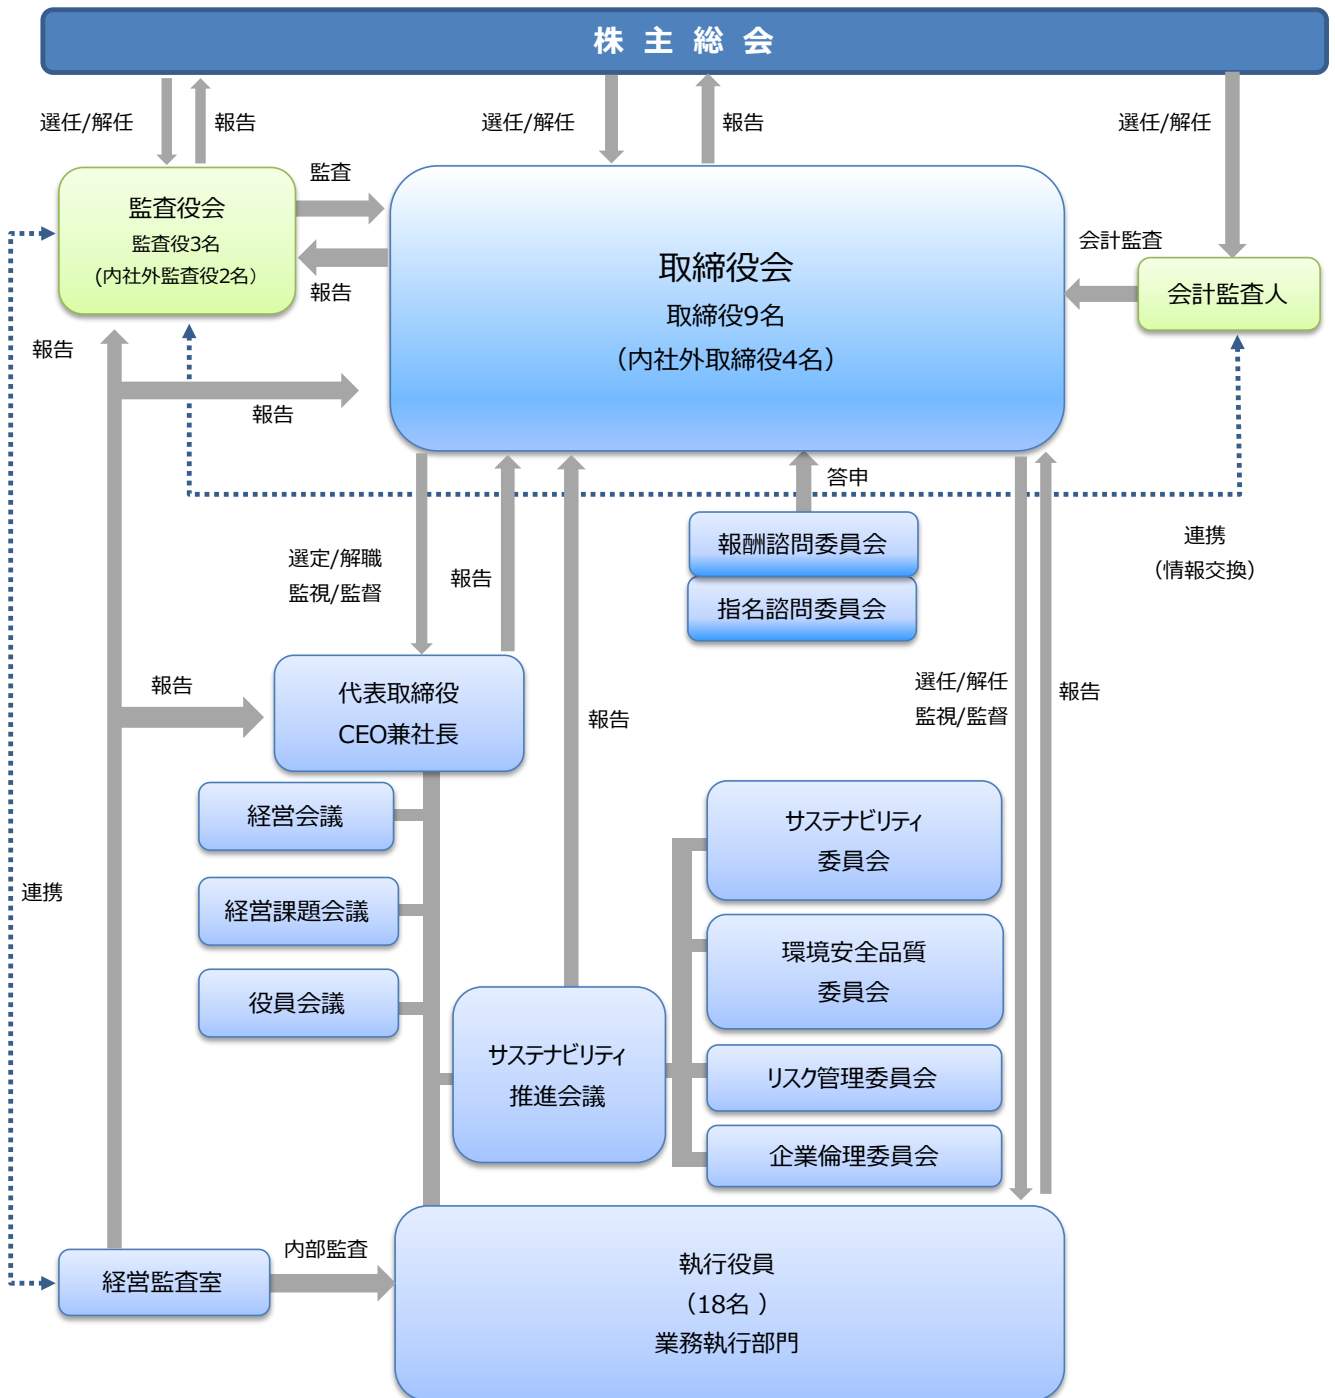 株 主 総 会
選任/解任
報告
選任/解任
報告
選任/解任
監査役会
監査役3名
(内社外監査役2名)
監査
報告
取締役会
取締役9名
(内社外取締役4名)
会計監査
会計監査人
報告
報告
答申
報酬諮問委員会
指名諮問委員会
連携
(情報交換)
選定/解職
監視/監督
報告
報告
代表取締役
CEO兼社長
報告
選任/解任
監視/監督
報告
経営会議
経営課題会議
役員会議
連携
サステナビリティ
推進会議
サステナビリティ
委員会
環境安全品質
委員会
リスク管理委員会
企業倫理委員会
経営監査室
内部監査
執行役員
(18名 )
業務執行部門